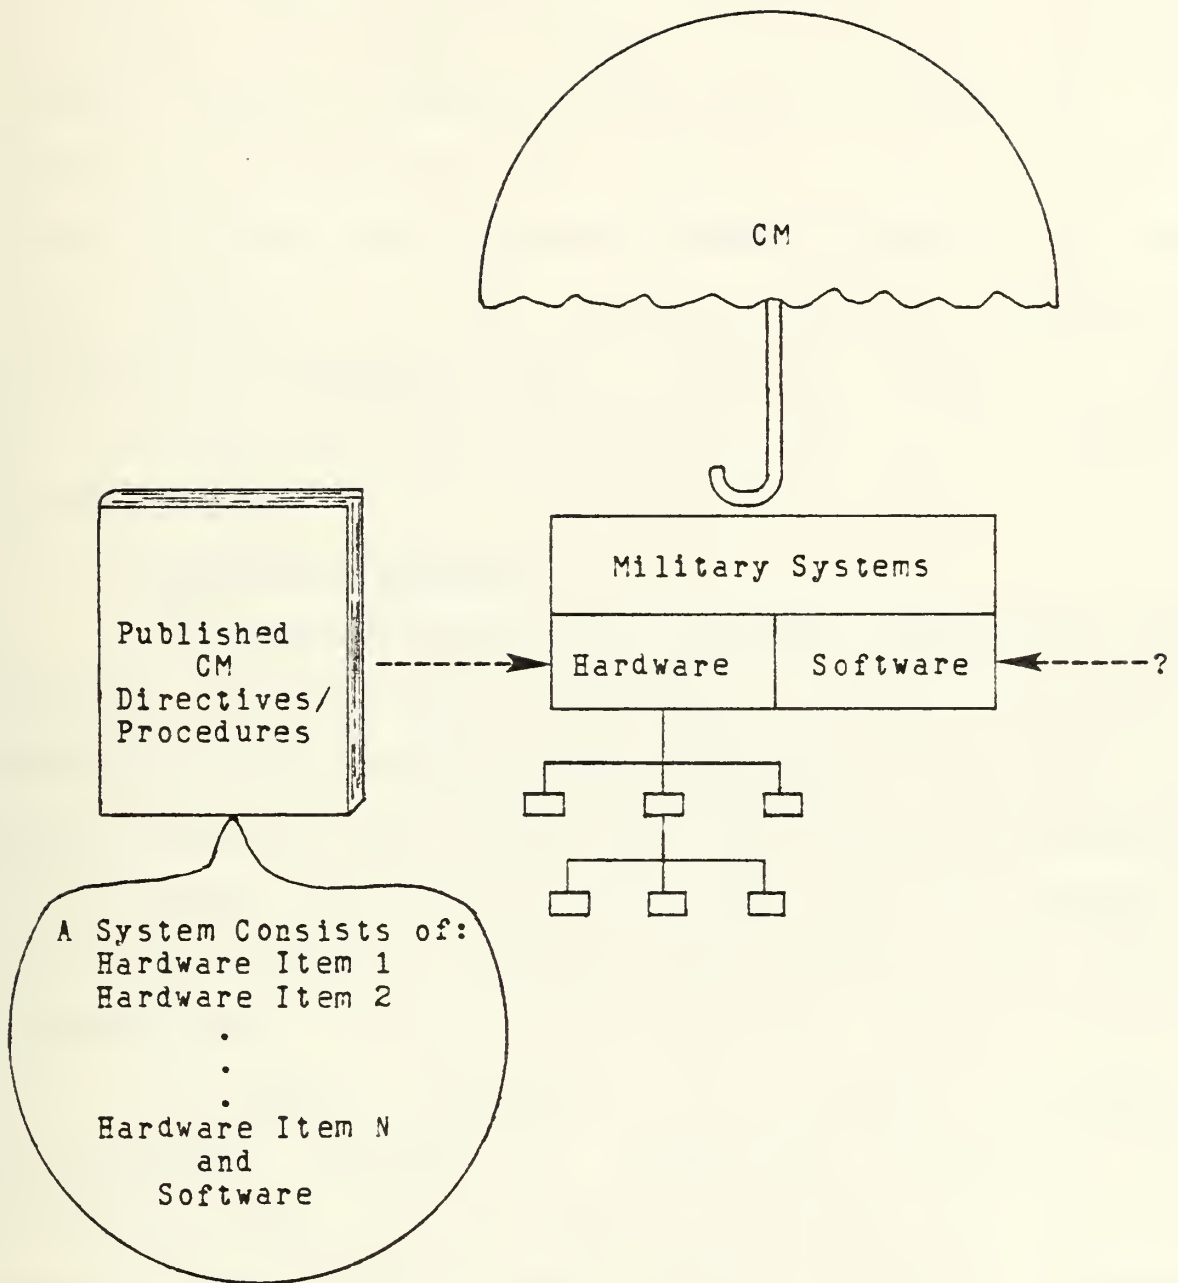 CM
Military Systems
Hardware
Software
?
Published
CM
Directives/
Procedures
A System Consists of:
Hardware Item 1
Hardware Item 2
.
.
.
Hardware Item N
and
Software